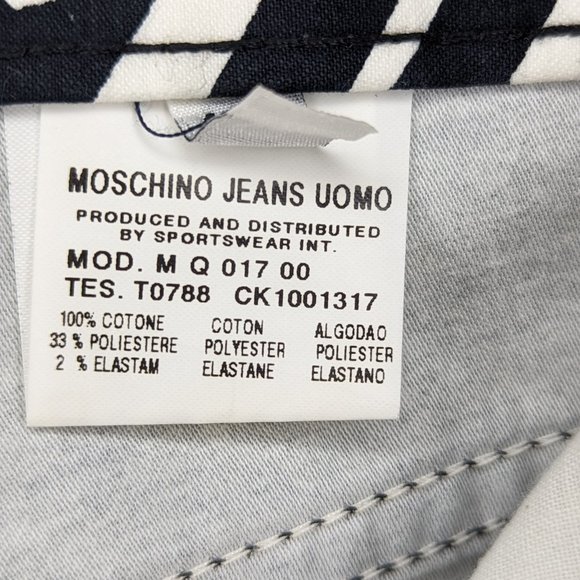 MOSCHINO JEANS UOMO
PRODUCED AND DISTRIBUTED
BY SPORTSWEAR INT.
MOD. M Q 017 00
TES. T0788 CK1001317
100% COTONE COTON ALGODAO
33 % POLIESTERE POLYESTER POLIESTER
2 % ELASTAM ELASTANE ELASTANO